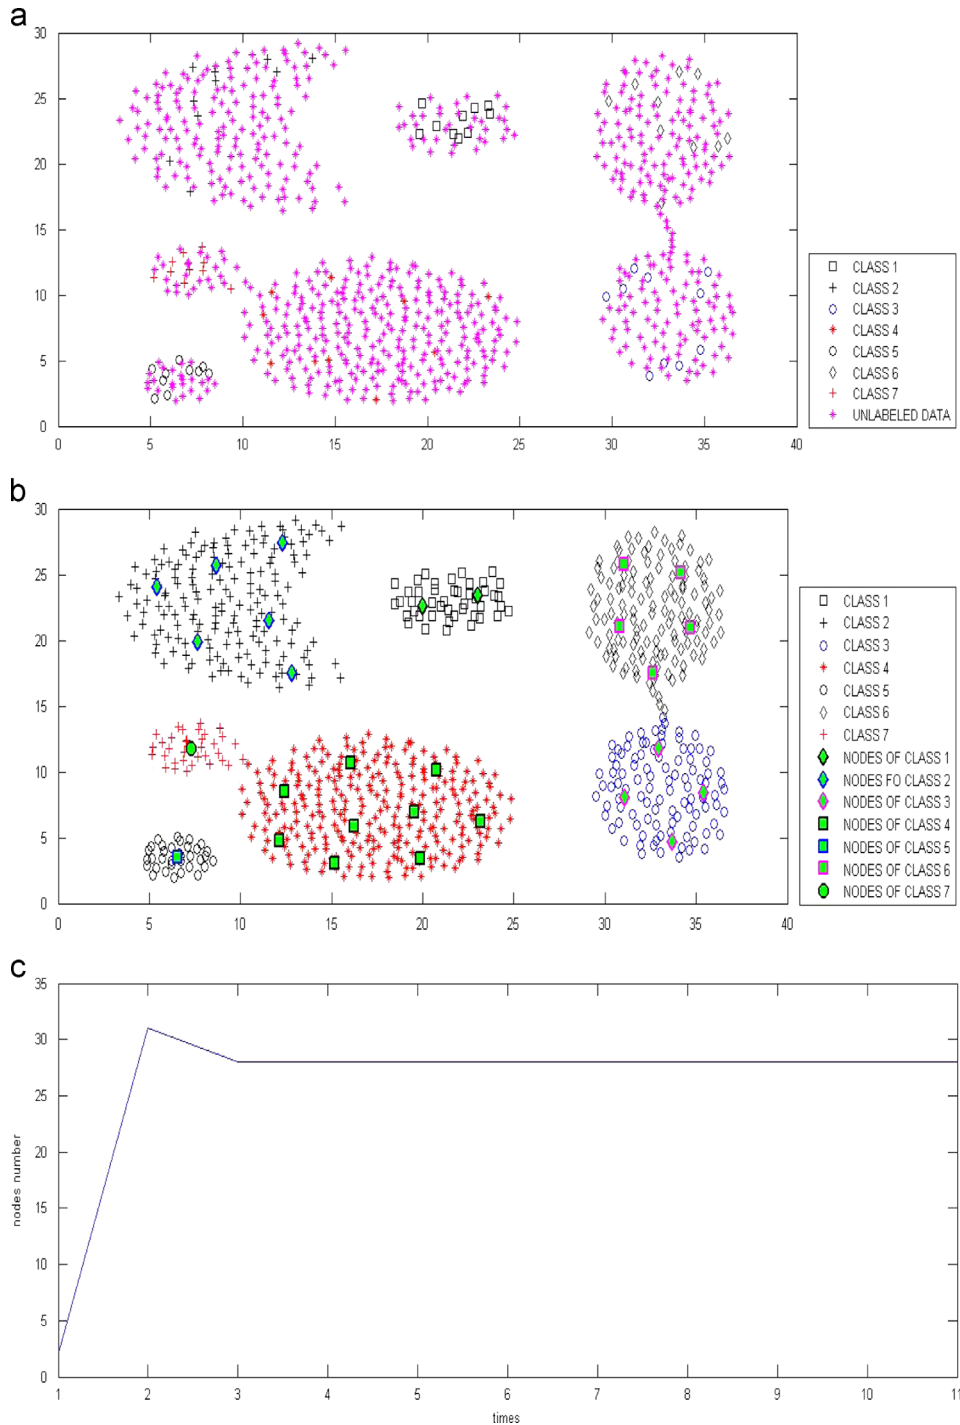 a
30
25
20
15
10
5
0
0 5 10 15 20 25 30 35 40
CLASS 1
CLASS 2
CLASS 3
CLASS 4
CLASS 5
CLASS 6
CLASS 7
UNLABELED DATA
b
30
25
20
15
10
5
0
0 5 10 15 20 25 30 35 40
CLASS 1
CLASS 2
CLASS 3
CLASS 4
CLASS 5
CLASS 6
CLASS 7
NODES OF CLASS 1
NODES FO CLASS 2
NODES OF CLASS 3
NODES OF CLASS 4
NODES OF CLASS 5
NODES OF CLASS 6
NODES OF CLASS 7
c
35
30
25
20
15
10
5
0
nodes number
1 2 3 4 5 6 7 8 9 10 11
times